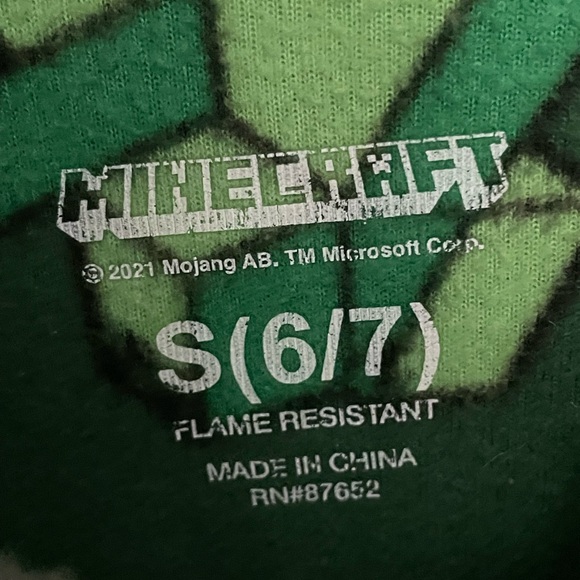 MINECRAFT
© 2021 Mojang AB. TM Microsoft Corp.
S(6/7)
FLAME RESISTANT
MADE IN CHINA
RN#87652